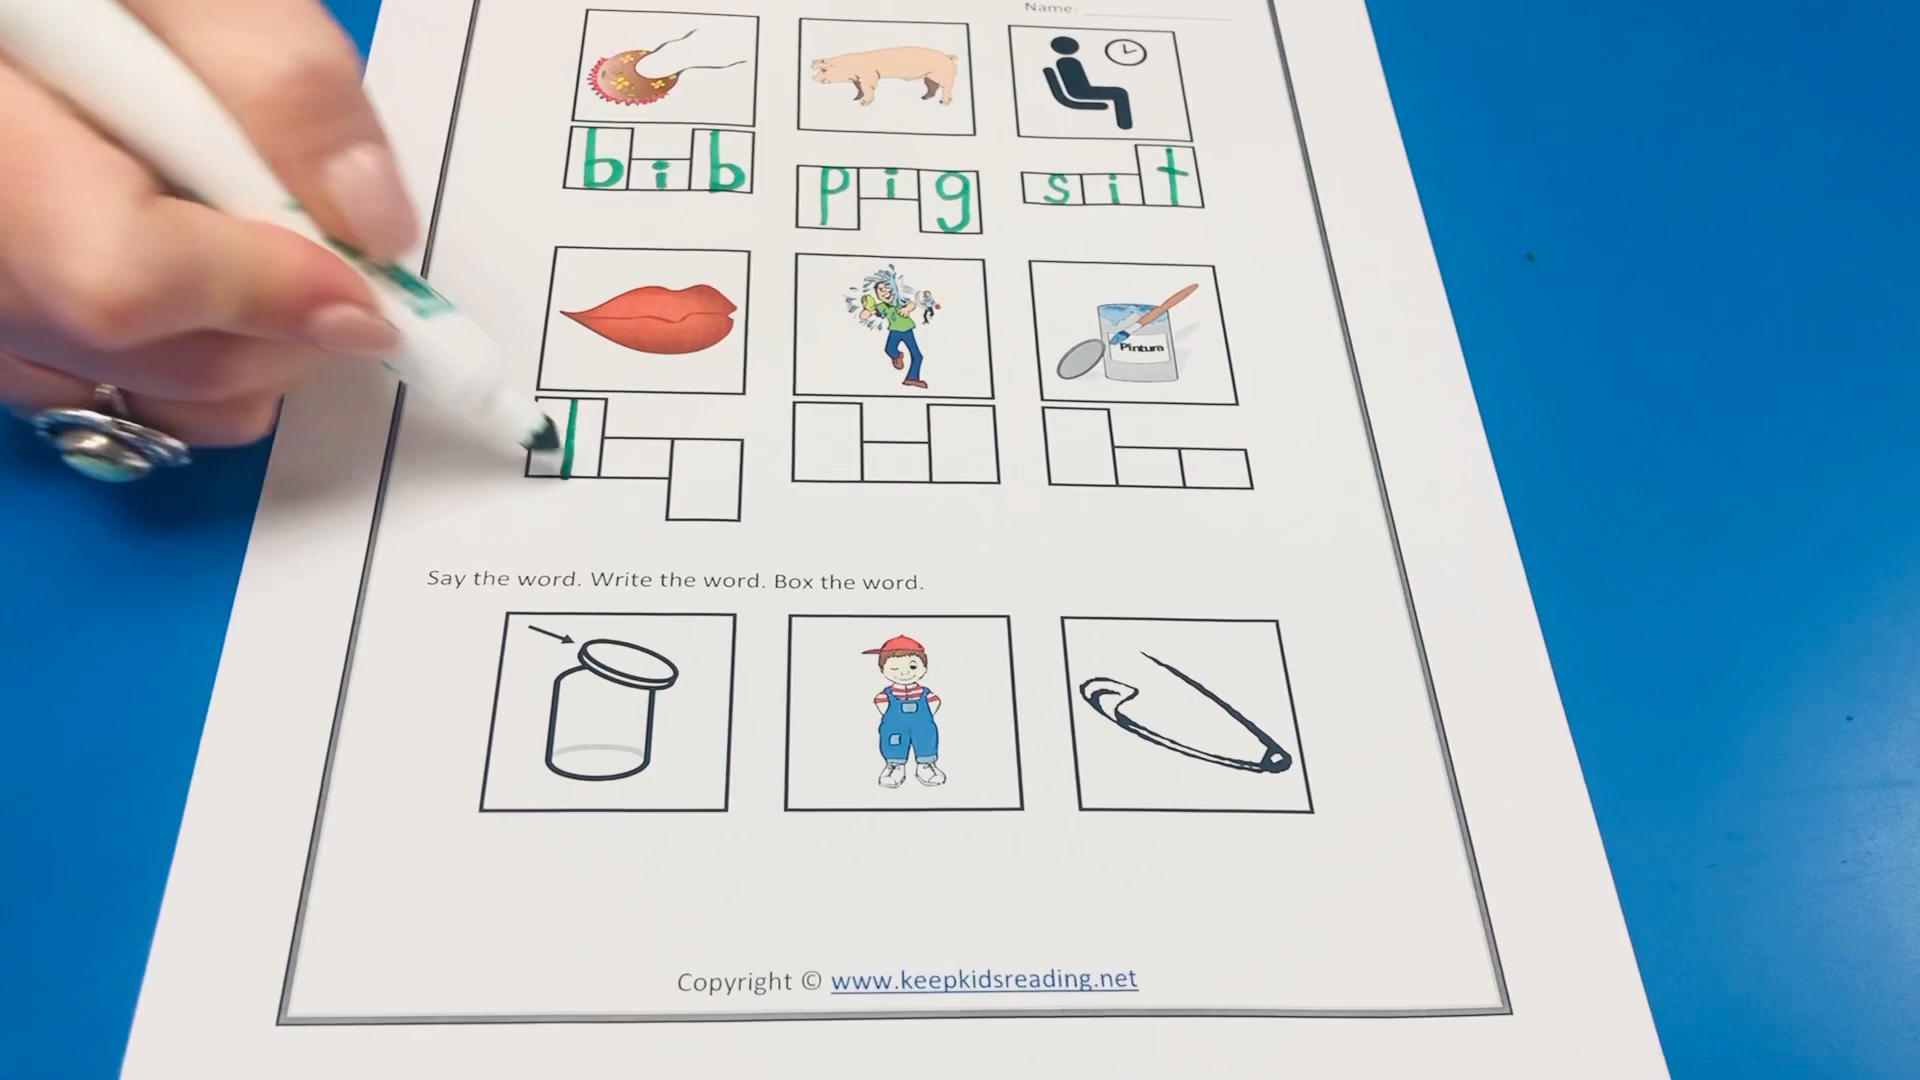 Name:
bib pig sit
Pintura
l
Say the word. Write the word. Box the word.
Copyright © www.keepkidsreading.net